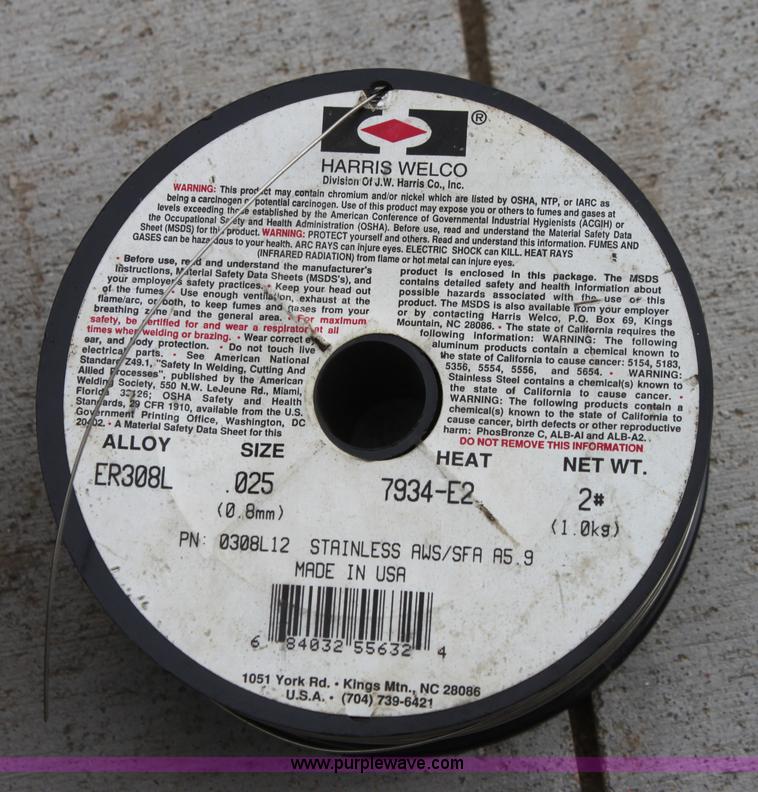 ®
HARRIS WELCO
Division Of J.W. Harris Co., Inc.
WARNING: This product may contain chromium and/or nickel which are listed by OSHA, NTP, or IARC as
being a carcinogen or potential carcinogen. Use of this product may expose you or others to fumes and gases at
levels exceeding those established by the American Conference of Governmental Industrial Hygienists (ACGIH) or
the Occupational Safety and Health Administration (OSHA). Before use, read and understand the Material Safety Data
Sheet (MSDS) for this product. WARNING: PROTECT yourself and others. Read and understand this information. FUMES AND
GASES can be hazardous to your health. ARC RAYS can injure eyes. ELECTRIC SHOCK can KILL. HEAT RAYS
(INFRARED RADIATION) from flame or hot metal can injure eyes.
• Before use, read and understand the manufacturer's
Instructions, Material Safety Data Sheets (MSDS's), and
your employer's safety practices. • Keep your head out
of the fumes. • Use enough ventilation, exhaust at the
flame/arc, or both, to keep fumes and gases from your
breathing zone and the general area. • For maximum
safety, be certified for and wear a respirator at all
times when welding or brazing. • Wear correct eye,
ear, and body protection. • Do not touch live
electrical parts. • See American National
Standard Z49.1, "Safety In Welding, Cutting And
Allied Processes", published by the American
Welding Society, 550 N.W. LeJeune Rd., Miami,
Florida 33126; OSHA Safety and Health
Standards, 29 CFR 1910, available from the U.S.
Government Printing Office, Washington, DC
20402. • A Material Safety Data Sheet for this
product is enclosed in this package. The MSDS
contains detailed safety and health information about
possible hazards associated with the use of this
product. The MSDS is also available from your employer
or by contacting Harris Welco, P.O. Box 69, Kings
Mountain, NC 28086. • The state of California requires the
following Information: WARNING: The following
aluminum products contain a chemical known to
the state of California to cause cancer: 5154, 5183,
5356, 5554, 5556, and 5654. • WARNING:
Stainless Steel contains a chemical(s) known to
the state of California to cause cancer. •
WARNING: The following products contain a
chemical(s) known to the state of California to
cause cancer, birth defects or other reproductive
harm: PhosBronze C, ALB-AI and ALB-A2.
DO NOT REMOVE THIS INFORMATION
ALLOY SIZE HEAT NET WT.
ER308L .025 7934-E2 2#
(0.8mm) (1.0kg)
PN: 0308L12 STAINLESS AWS/SFA A5.9
MADE IN USA
6 84032 55632 4
1051 York Rd. • Kings Mtn., NC 28086
U.S.A. • (704) 739-6421
www.purplewave.com